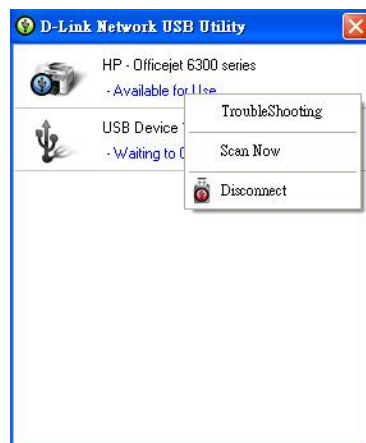 D-Link Network USB Utility
HP - Officejet 6300 series
- Available for Use
TroubleShooting
USB Device
- Waiting to
Scan Now
Disconnect